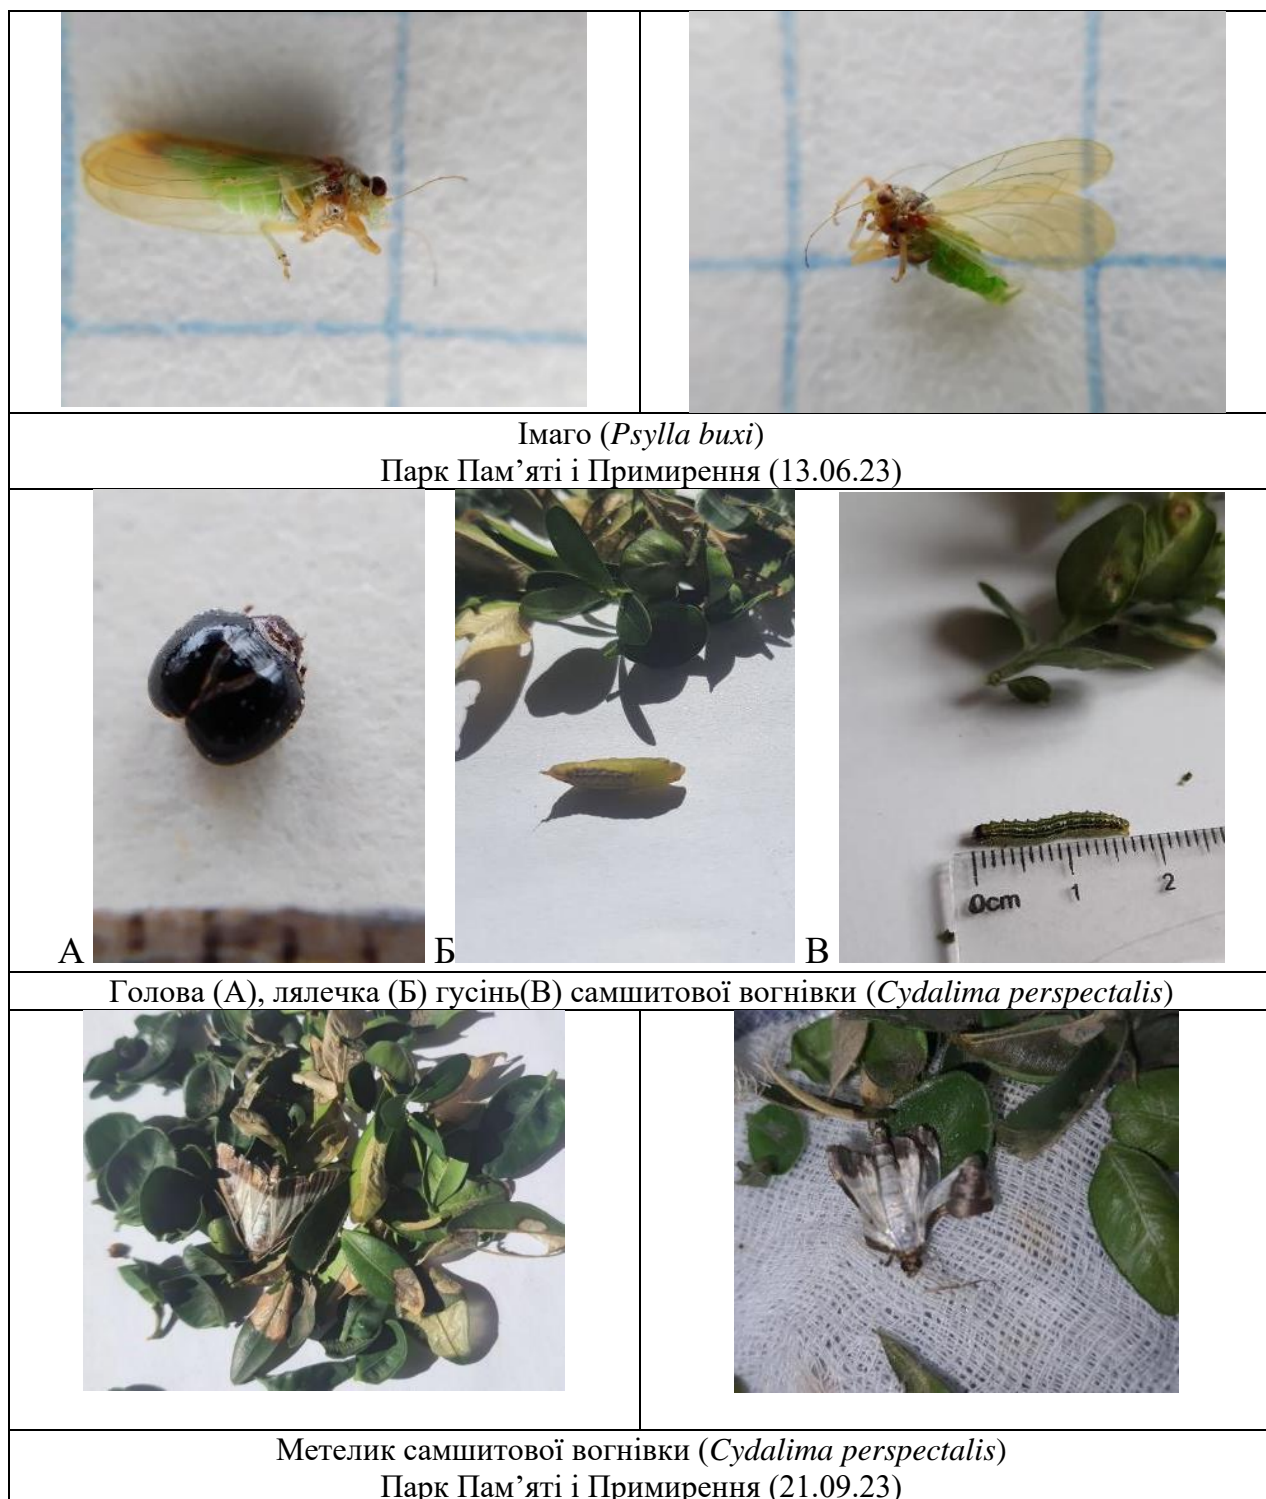 Імаго (Psylla buxi)
Парк Пам’яті і Примирення (13.06.23)
А
Б
В
0cm
1
2
Голова (А), лялечка (Б) гусінь(В) самшитової вогнівки (Cydalima perspectalis)
Метелик самшитової вогнівки (Cydalima perspectalis)
Парк Пам’яті і Примирення (21.09.23)